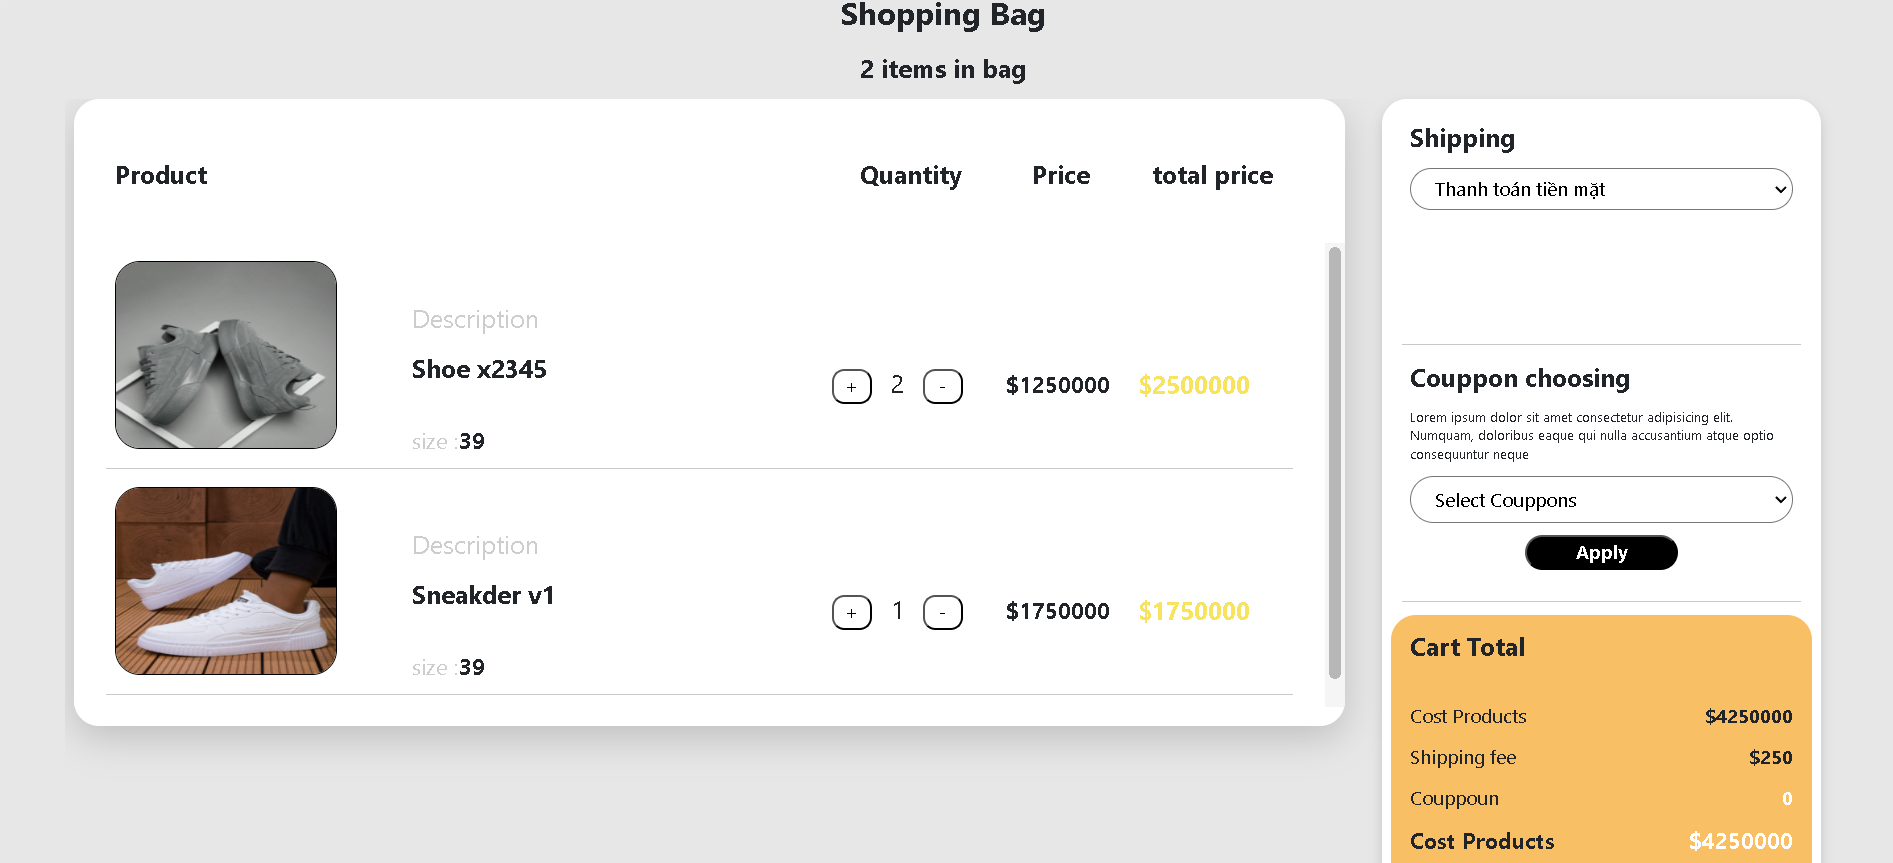 Shopping Bag
2 items in bag
Product Quantity Price total price
Description
Shoe x2345
+ 2 - $1250000 $2500000
size :39
Description
Sneakder v1
+ 1 - $1750000 $1750000
size :39
Shipping
Thanh toán tiền mặt
Couppon choosing
Lorem ipsum dolor sit amet consectetur adipisicing elit.
Numquam, doloribus eaque qui nulla accusantium atque optio
consequuntur neque
Select Couppons
Apply
Cart Total
Cost Products $4250000
Shipping fee $250
Couppoun 0
Cost Products $4250000